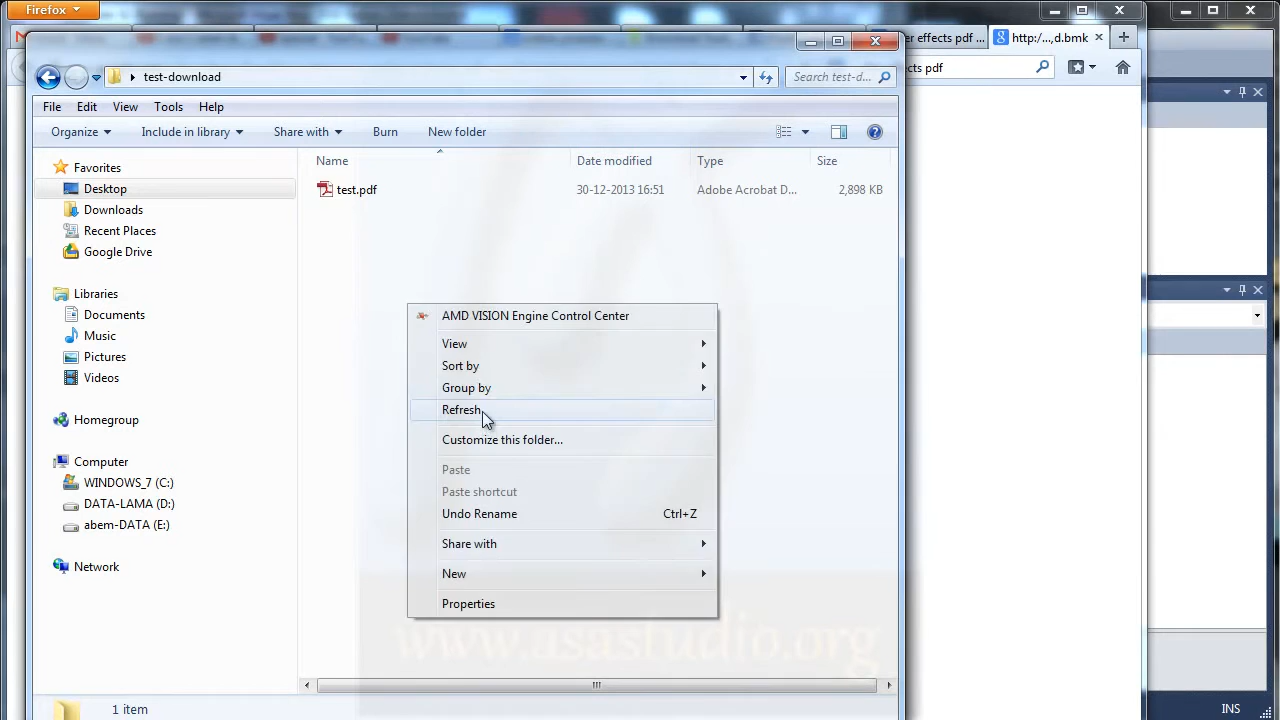 Firefox
er effects pdf ...
http:/...,d.bmk
cts pdf
test-download
Search test-d...
File Edit View Tools Help
Organize Include in library Share with Burn New folder
Name Date modified Type Size
test.pdf 30-12-2013 16:51 Adobe Acrobat D... 2,898 KB
Favorites
Desktop
Downloads
Recent Places
Google Drive
Libraries
Documents
Music
Pictures
Videos
Homegroup
Computer
WINDOWS_7 (C:)
DATA-LAMA (D:)
abem-DATA (E:)
Network
AMD VISION Engine Control Center
View
Sort by
Group by
Refresh
Customize this folder...
Paste
Paste shortcut
Undo Rename Ctrl+Z
Share with
New
Properties
www.asastudio.org
1 item
INS